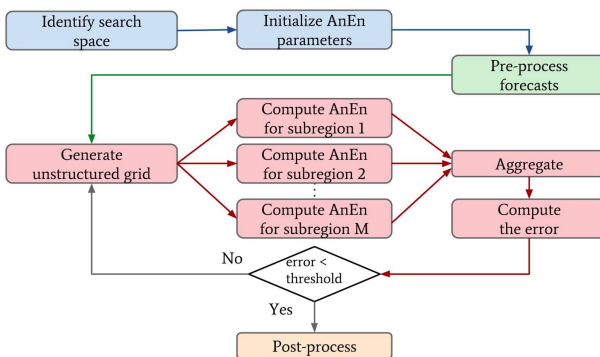 Identify search
space
Initialize AnEn
parameters
Pre-process
forecasts
Generate
unstructured grid
Compute AnEn
for subregion 1
Compute AnEn
for subregion 2
Compute AnEn
for subregion M
Aggregate
Compute
the error
error <
threshold
No
Yes
Post-process